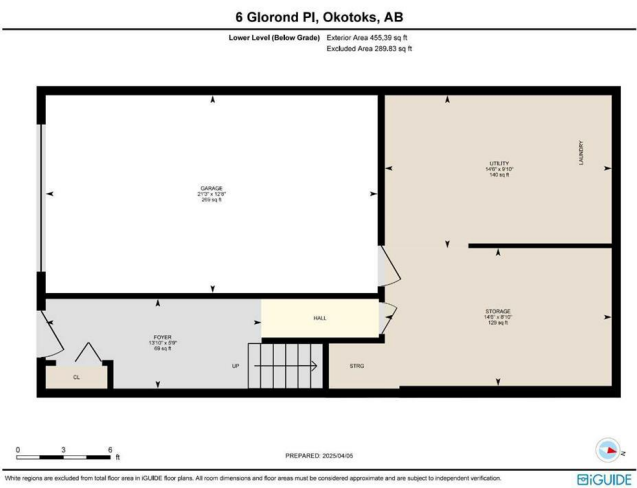 6 Glorond Pl, Okotoks, AB
Lower Level (Below Grade) Exterior Area 455.39 sq ft
Excluded Area 289.83 sq ft
GARAGE
21'3" x 12'8"
269 sq ft
UTILITY
14'6" x 9'10"
140 sq ft
LAUNDRY
HALL
FOYER
13'10" x 5'9"
69 sq ft
STORAGE
14'6" x 8'10"
129 sq ft
UP
STRG
CL
0 3 6
ft
PREPARED: 2025/04/05
N
White regions are excluded from total floor area in iGUIDE floor plans. All room dimensions and floor areas must be considered approximate and are subject to independent verification.
iGUIDE